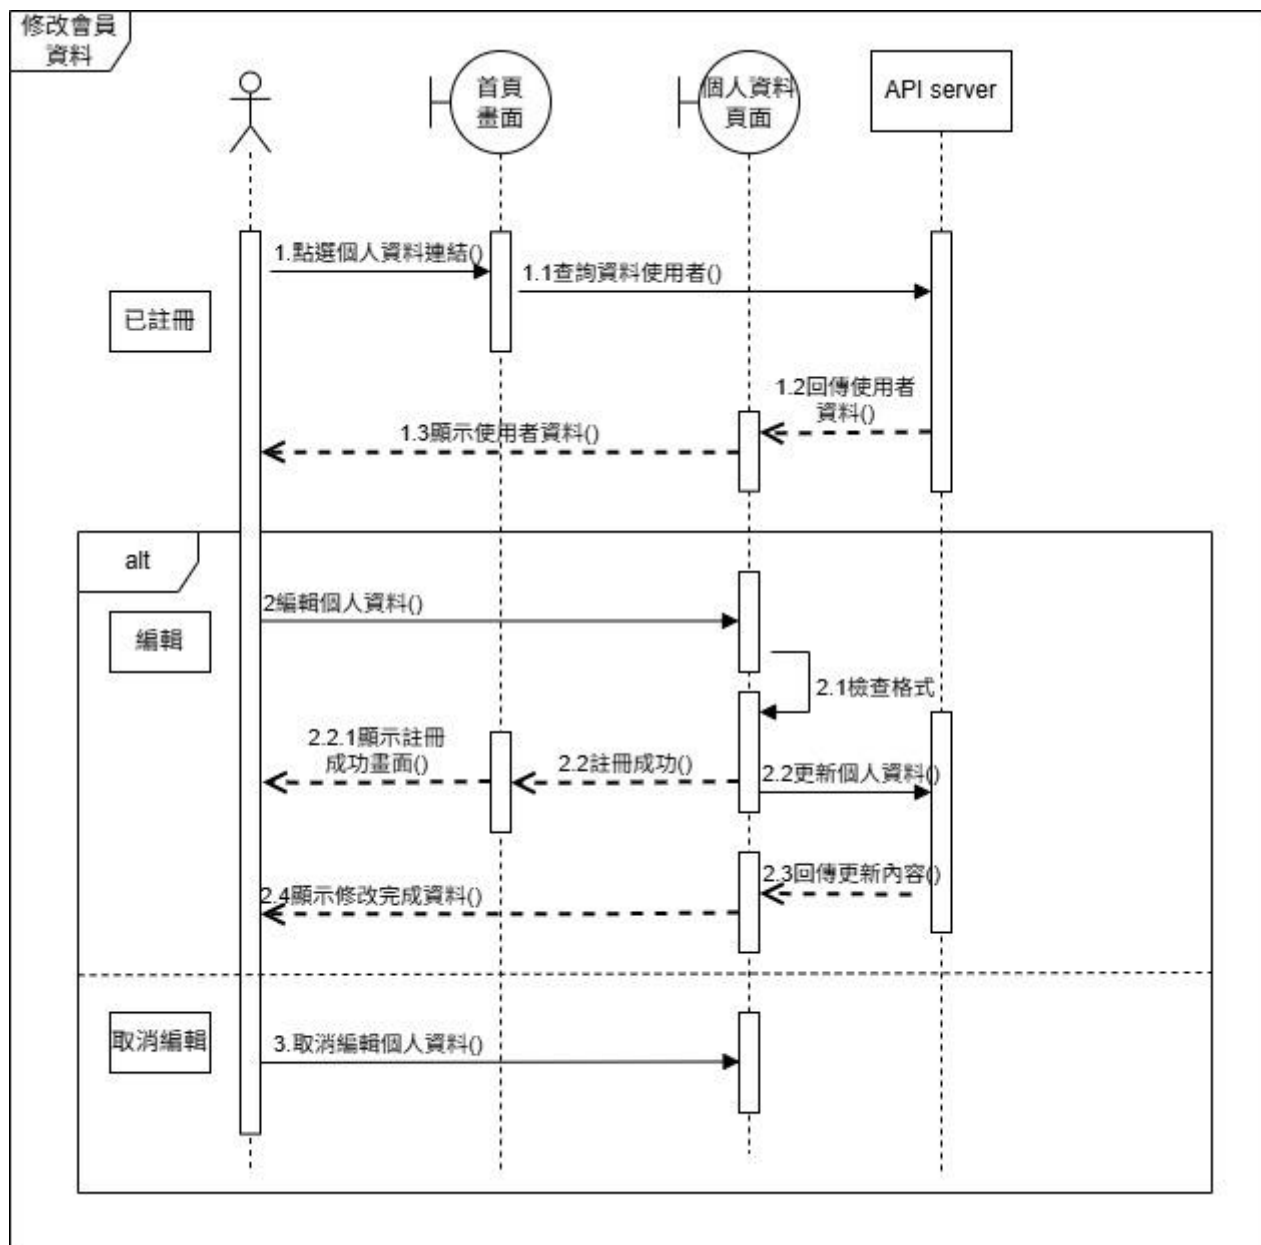 修改會員
資料
首頁
畫面
個人資料
頁面
API server
1.點選個人資料連結()
1.1查詢資料使用者()
已註冊
1.2回傳使用者
資料()
1.3顯示使用者資料()
alt
2編輯個人資料()
編輯
2.1檢查格式
2.2.1顯示註冊
成功畫面()
2.2註冊成功()
2.2更新個人資料()
2.3回傳更新內容()
2.4顯示修改完成資料()
取消編輯
3.取消編輯個人資料()